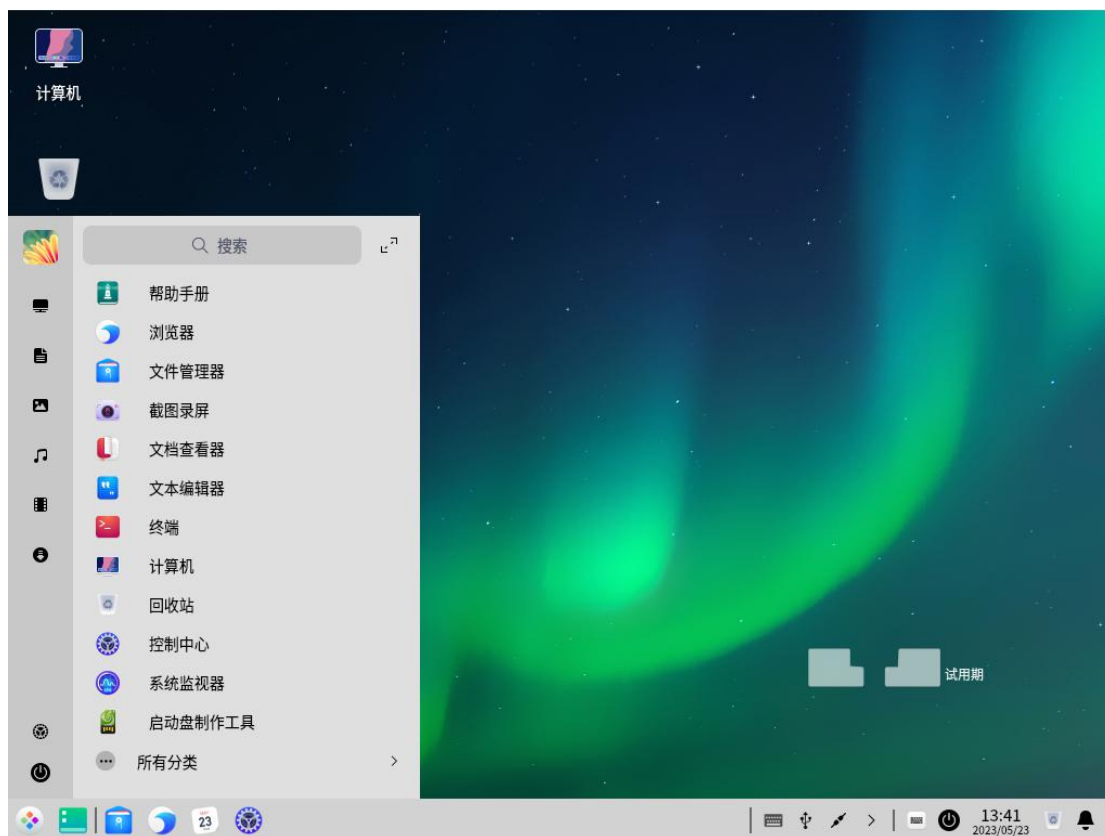 计算机
搜索
帮助手册
浏览器
文件管理器
截图录屏
文档查看器
文本编辑器
终端
计算机
回收站
控制中心
系统监视器
启动盘制作工具
所有分类
试用期
23
13:41
2023/05/23